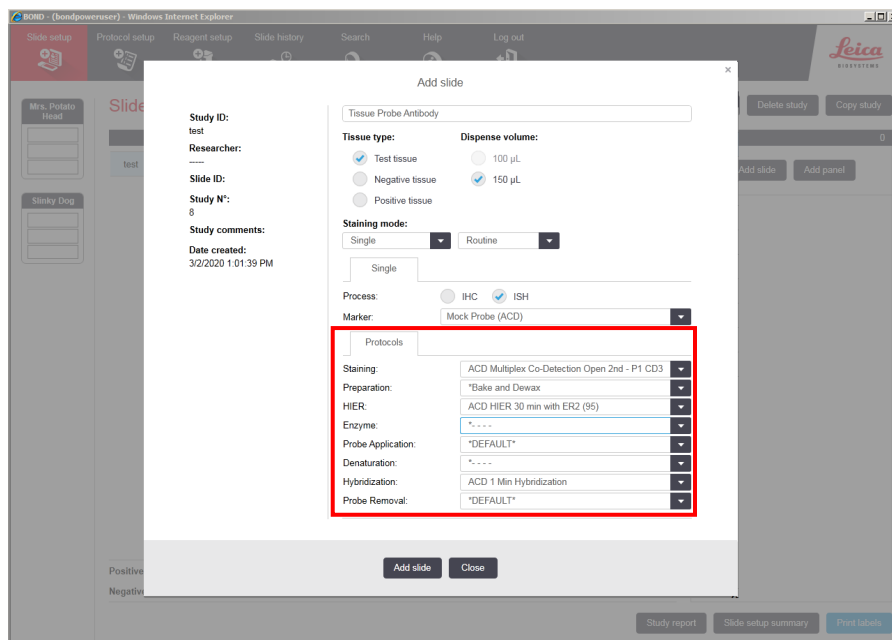 BOND - (bondpoweruser) - Windows Internet Explorer
Slide setup
Protocol setup
Reagent setup
Slide history
Search
Help
Log out
Leica
BIOSYSTEMS
Add slide
×
Mrs. Potato
Head
Slinky Dog
Slide
test
Delete study
Copy study
0
Add slide
Add panel
Study ID:
test
Researcher:
-----
Slide ID:
Study N°:
8
Study comments:
Date created:
3/2/2020 1:01:39 PM
Tissue Probe Antibody
Tissue type:
Dispense volume:
Test tissue
100 µL
Negative tissue
150 µL
Positive tissue
Staining mode:
Single
Routine
Single
Process:
IHC
ISH
Marker:
Mock Probe (ACD)
Protocols
Staining:
ACD Multiplex Co-Detection Open 2nd - P1 CD3
Preparation:
*Bake and Dewax
HIER:
ACD HIER 30 min with ER2 (95)
Enzyme:
*- - - -
Probe Application:
*DEFAULT*
Denaturation:
*- - - -
Hybridization:
ACD 1 Min Hybridization
Probe Removal:
*DEFAULT*
Add slide
Close
Positive
Negativ
Study report
Slide setup summary
Print labels